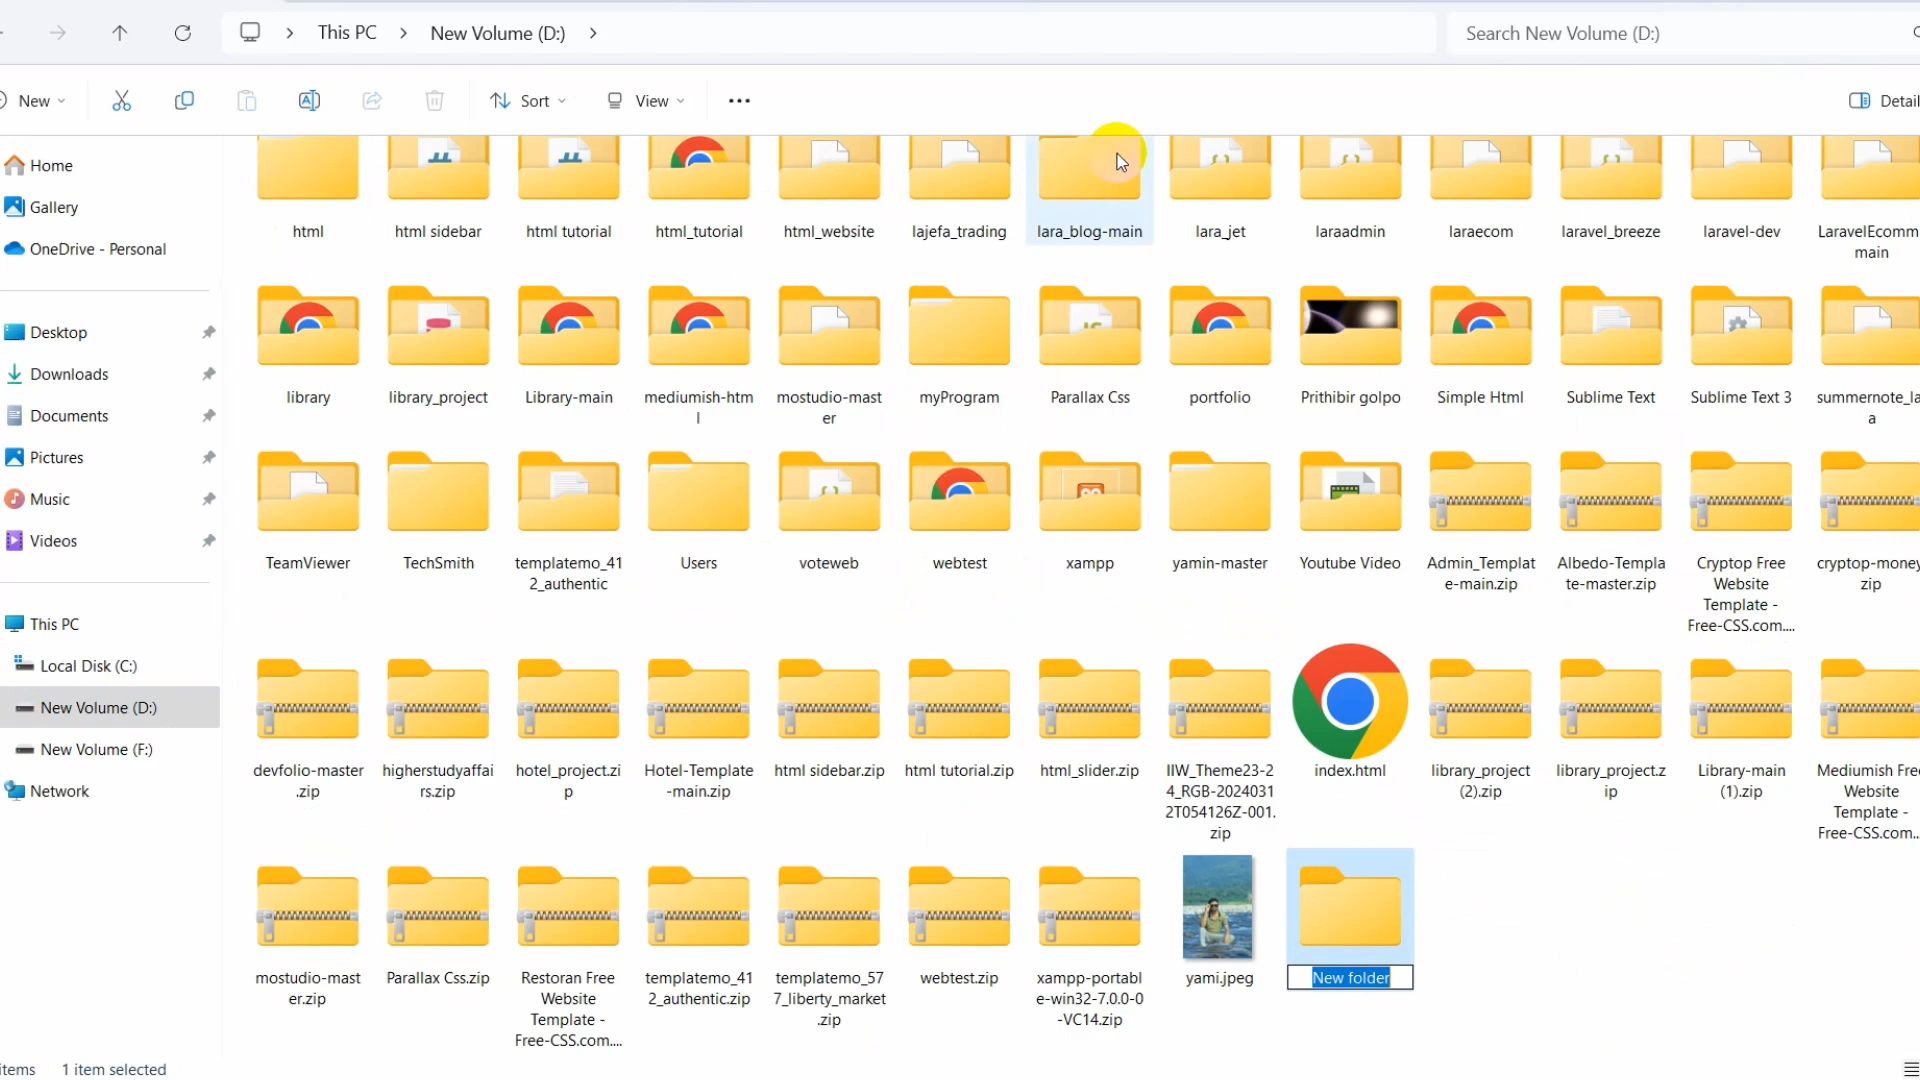 This PC
New Volume (D:)
Search New Volume (D:)
New
Sort
View
Detail
Home
Gallery
OneDrive - Personal
Desktop
Downloads
Documents
Pictures
Music
Videos
This PC
Local Disk (C:)
New Volume (D:)
New Volume (F:)
Network
html
html sidebar
html tutorial
html_tutorial
html_website
lajefa_trading
lara_blog-main
lara_jet
laraadmin
laraecom
laravel_breeze
laravel-dev
LaravelEcomm
main
library
library_project
Library-main
mediumish-htm
l
mostudio-mast
er
myProgram
Parallax Css
portfolio
Prithibir golpo
Simple Html
Sublime Text
Sublime Text 3
summernote_la
a
TeamViewer
TechSmith
templatemo_41
2_authentic
Users
voteweb
webtest
xampp
yamin-master
Youtube Video
Admin_Templat
e-main.zip
Albedo-Templa
te-master.zip
Cryptop Free
Website
Template -
Free-CSS.com....
cryptop-money
zip
devfolio-master
.zip
higherstudyaffai
rs.zip
hotel_project.zi
p
Hotel-Template
-main.zip
html sidebar.zip
html tutorial.zip
html_slider.zip
IIW_Theme23-2
4_RGB-2024031
2T054126Z-001.
zip
index.html
library_project
(2).zip
library_project.z
ip
Library-main
(1).zip
Mediumish Free
Website
Template -
Free-CSS.com..
mostudio-mast
er.zip
Parallax Css.zip
Restoran Free
Website
Template -
Free-CSS.com....
templatemo_41
2_authentic.zip
templatemo_57
7_liberty_market
.zip
webtest.zip
xampp-portabl
e-win32-7.0.0-0
-VC14.zip
yami.jpeg
New folder
items
1 item selected